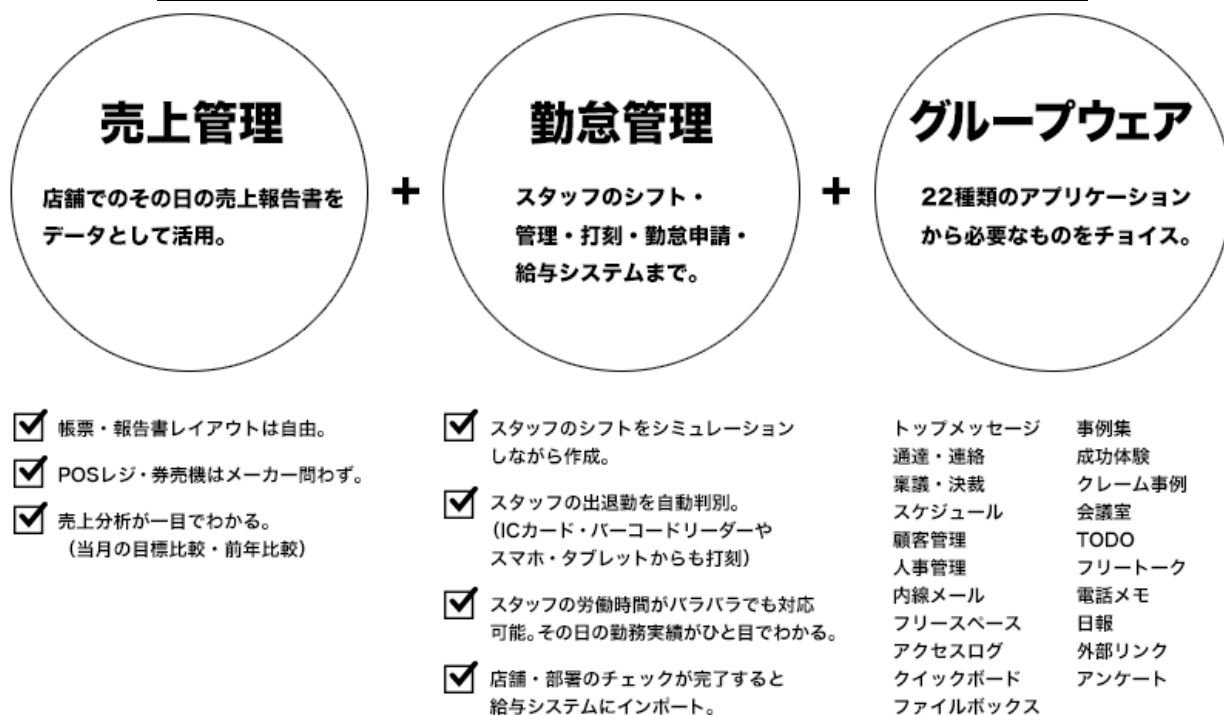 売上管理
店舗でのその日の売上報告書を
データとして活用。
+
勤怠管理
スタッフのシフト・
管理・打刻・勤怠申請・
給与システムまで。
+
グループウェア
22種類のアプリケーション
から必要なものをチョイス。
帳票・報告書レイアウトは自由。
POSレジ・券売機はメーカー問わず。
売上分析が一目でわかる。
（当月の目標比較・前年比較）
スタッフのシフトをシミュレーション
しながら作成。
スタッフの出退勤を自動判別。
（ICカード・バーコードリーダーや
スマホ・タブレットからも打刻）
スタッフの労働時間がバラバラでも対応
可能。その日の勤務実績がひと目でわかる。
店舗・部署のチェックが完了すると
給与システムにインポート。
トップメッセージ
通達・連絡
稟議・決裁
スケジュール
顧客管理
人事管理
内線メール
フリースペース
アクセスログ
クイックボード
ファイルボックス
事例集
成功体験
クレーム事例
会議室
TODO
フリートーク
電話メモ
日報
外部リンク
アンケート